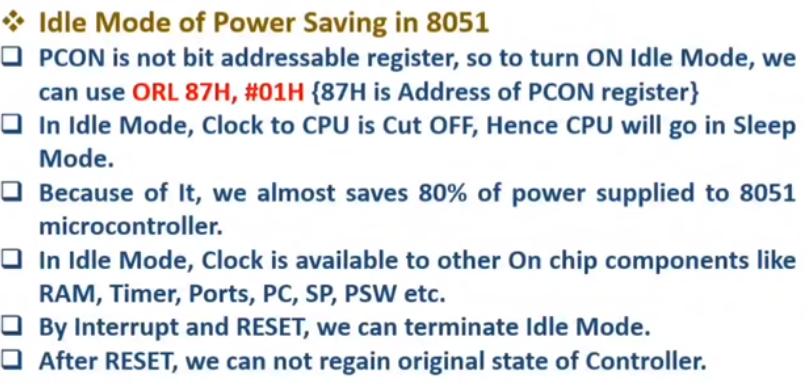 ❖ Idle Mode of Power Saving in 8051
❑ PCON is not bit addressable register, so to turn ON Idle Mode, we
can use ORL 87H, #01H {87H is Address of PCON register}
❑ In Idle Mode, Clock to CPU is Cut OFF, Hence CPU will go in Sleep
Mode.
❑ Because of It, we almost saves 80% of power supplied to 8051
microcontroller.
❑ In Idle Mode, Clock is available to other On chip components like
RAM, Timer, Ports, PC, SP, PSW etc.
❑ By Interrupt and RESET, we can terminate Idle Mode.
❑ After RESET, we can not regain original state of Controller.